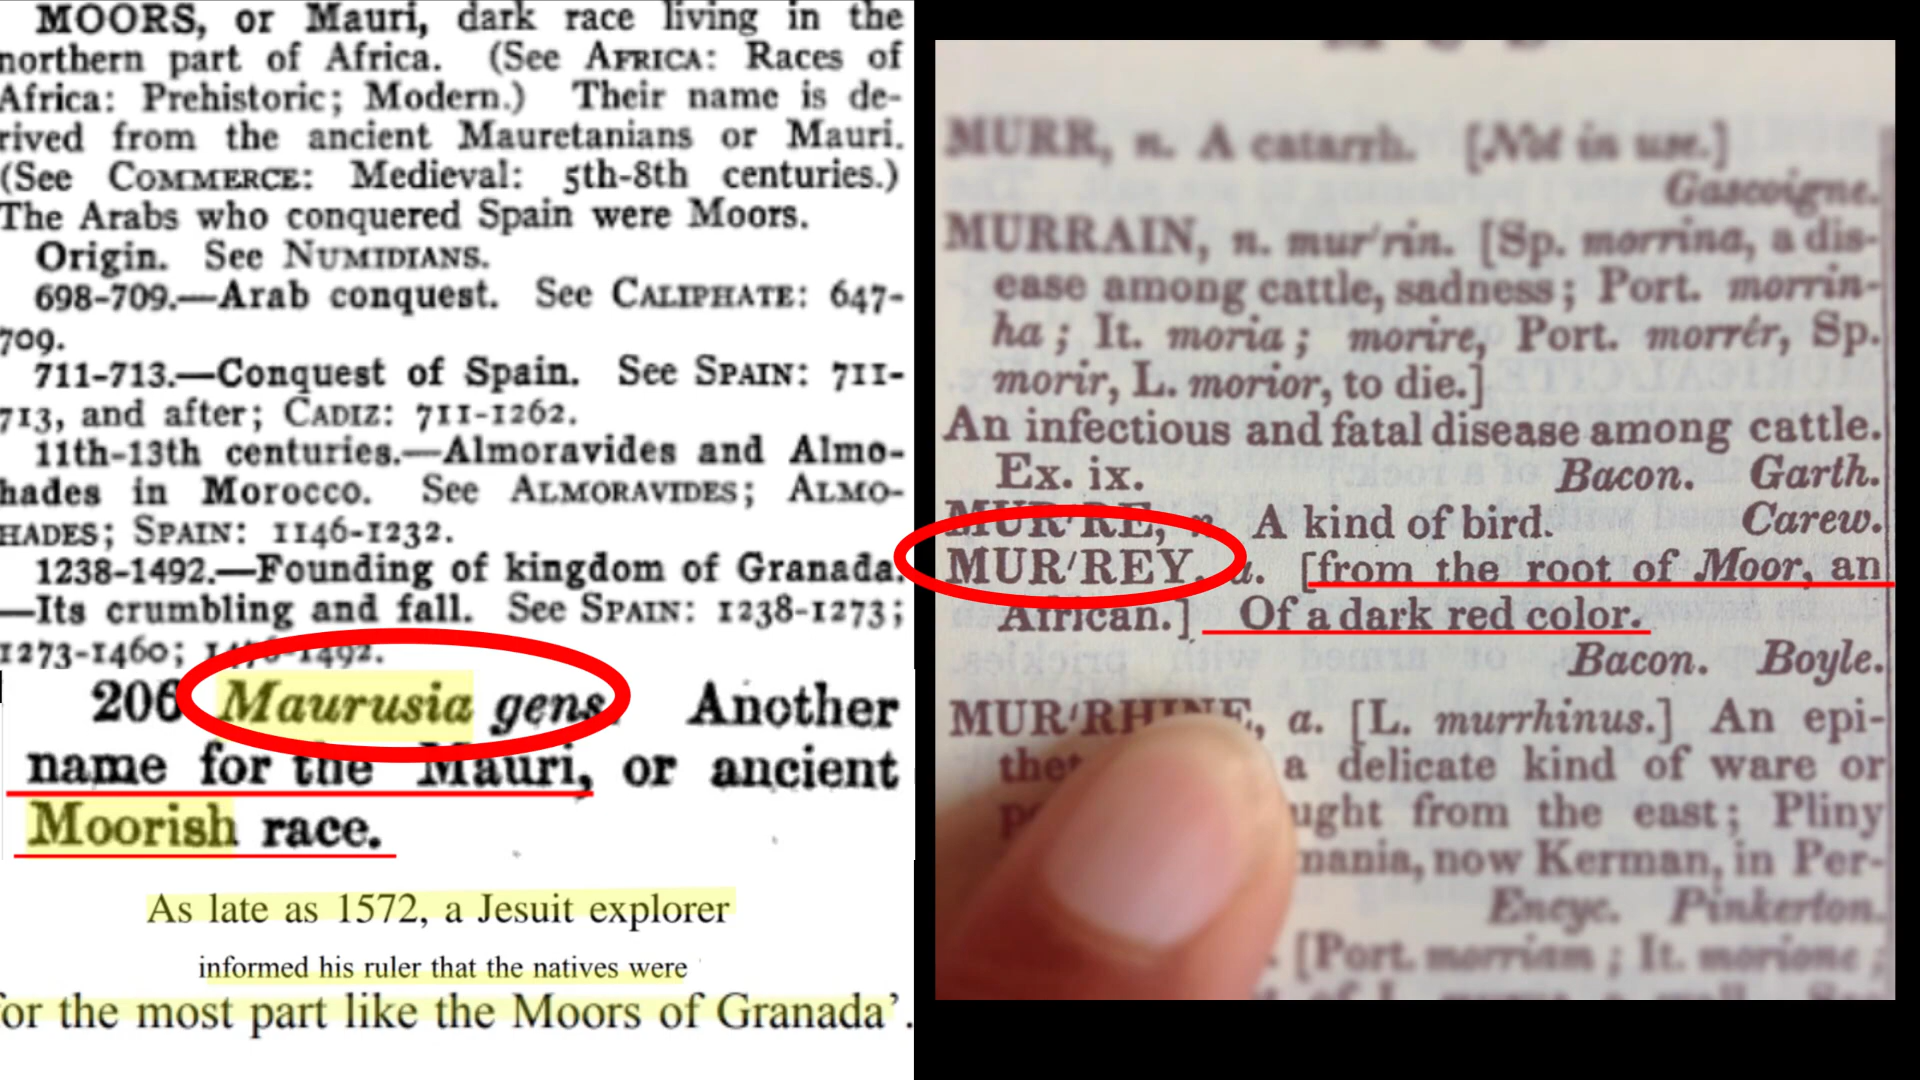 MOORS, or Mauri, dark race living in the
northern part of Africa. (See AFRICA: Races of
Africa: Prehistoric; Modern.) Their name is de-
rived from the ancient Mauretanians or Mauri.
(See COMMERCE: Medieval: 5th-8th centuries.)
The Arabs who conquered Spain were Moors.
Origin. See NUMIDIANS.
698-709.—Arab conquest. See CALIPHATE: 647-
709.
711-713.—Conquest of Spain. See SPAIN: 711-
713, and after; CADIZ: 711-1262.
11th-13th centuries.—Almoravides and Almo-
hades in Morocco. See ALMORAVIDES; ALMO-
HADES; SPAIN: 1146-1232.
1238-1492.—Founding of kingdom of Granada.
—Its crumbling and fall. See SPAIN: 1238-1273;
1273-1460; 1476-1492.
206 Maurusia gens. Another
name for the Mauri, or ancient
Moorish race.
As late as 1572, a Jesuit explorer
informed his ruler that the natives were
for the most part like the Moors of Granada'.
MURR, n. A catarrh. [Not in use.]
Gascoigne.
MURRAIN, n. mur'rin. [Sp. morrina, a dis-
ease among cattle, sadness; Port. morrin-
ha; It. moria; morire, Port. morrér, Sp.
morir, L. morior, to die.]
An infectious and fatal disease among cattle.
Ex. ix. Bacon. Garth.
MUR'RE, n. A kind of bird. Carew.
MUR'REY, a. [from the root of Moor, an
African.] Of a dark red color.
Bacon. Boyle.
MUR'RHINE, a. [L. murrhinus.] An epi-
a delicate kind of ware or
from the east; Pliny
now Kerman, in Per-
Encyc. Pinkerton.
[Port. morriam; It. morione;